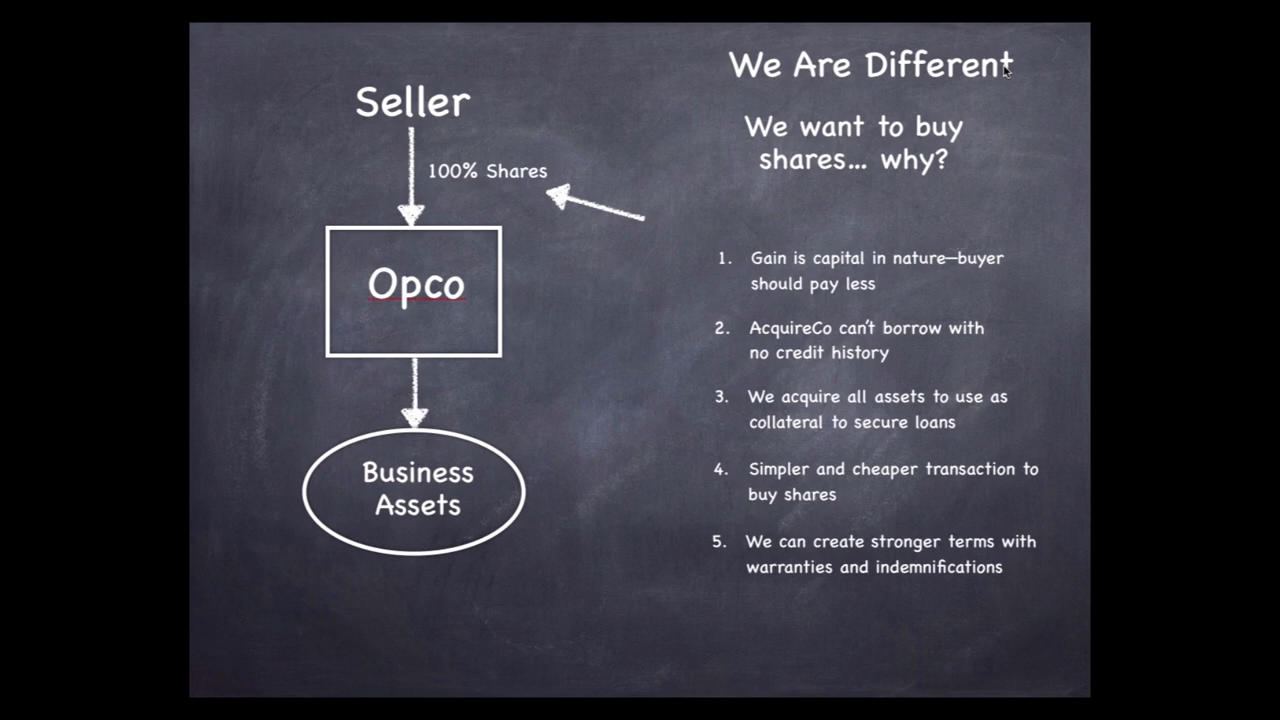 Seller
100% Shares
Opco
Business
Assets
We Are Different
We want to buy
shares... why?
1. Gain is capital in nature—buyer
should pay less
2. AcquireCo can't borrow with
no credit history
3. We acquire all assets to use as
collateral to secure loans
4. Simpler and cheaper transaction to
buy shares
5. We can create stronger terms with
warranties and indemnifications